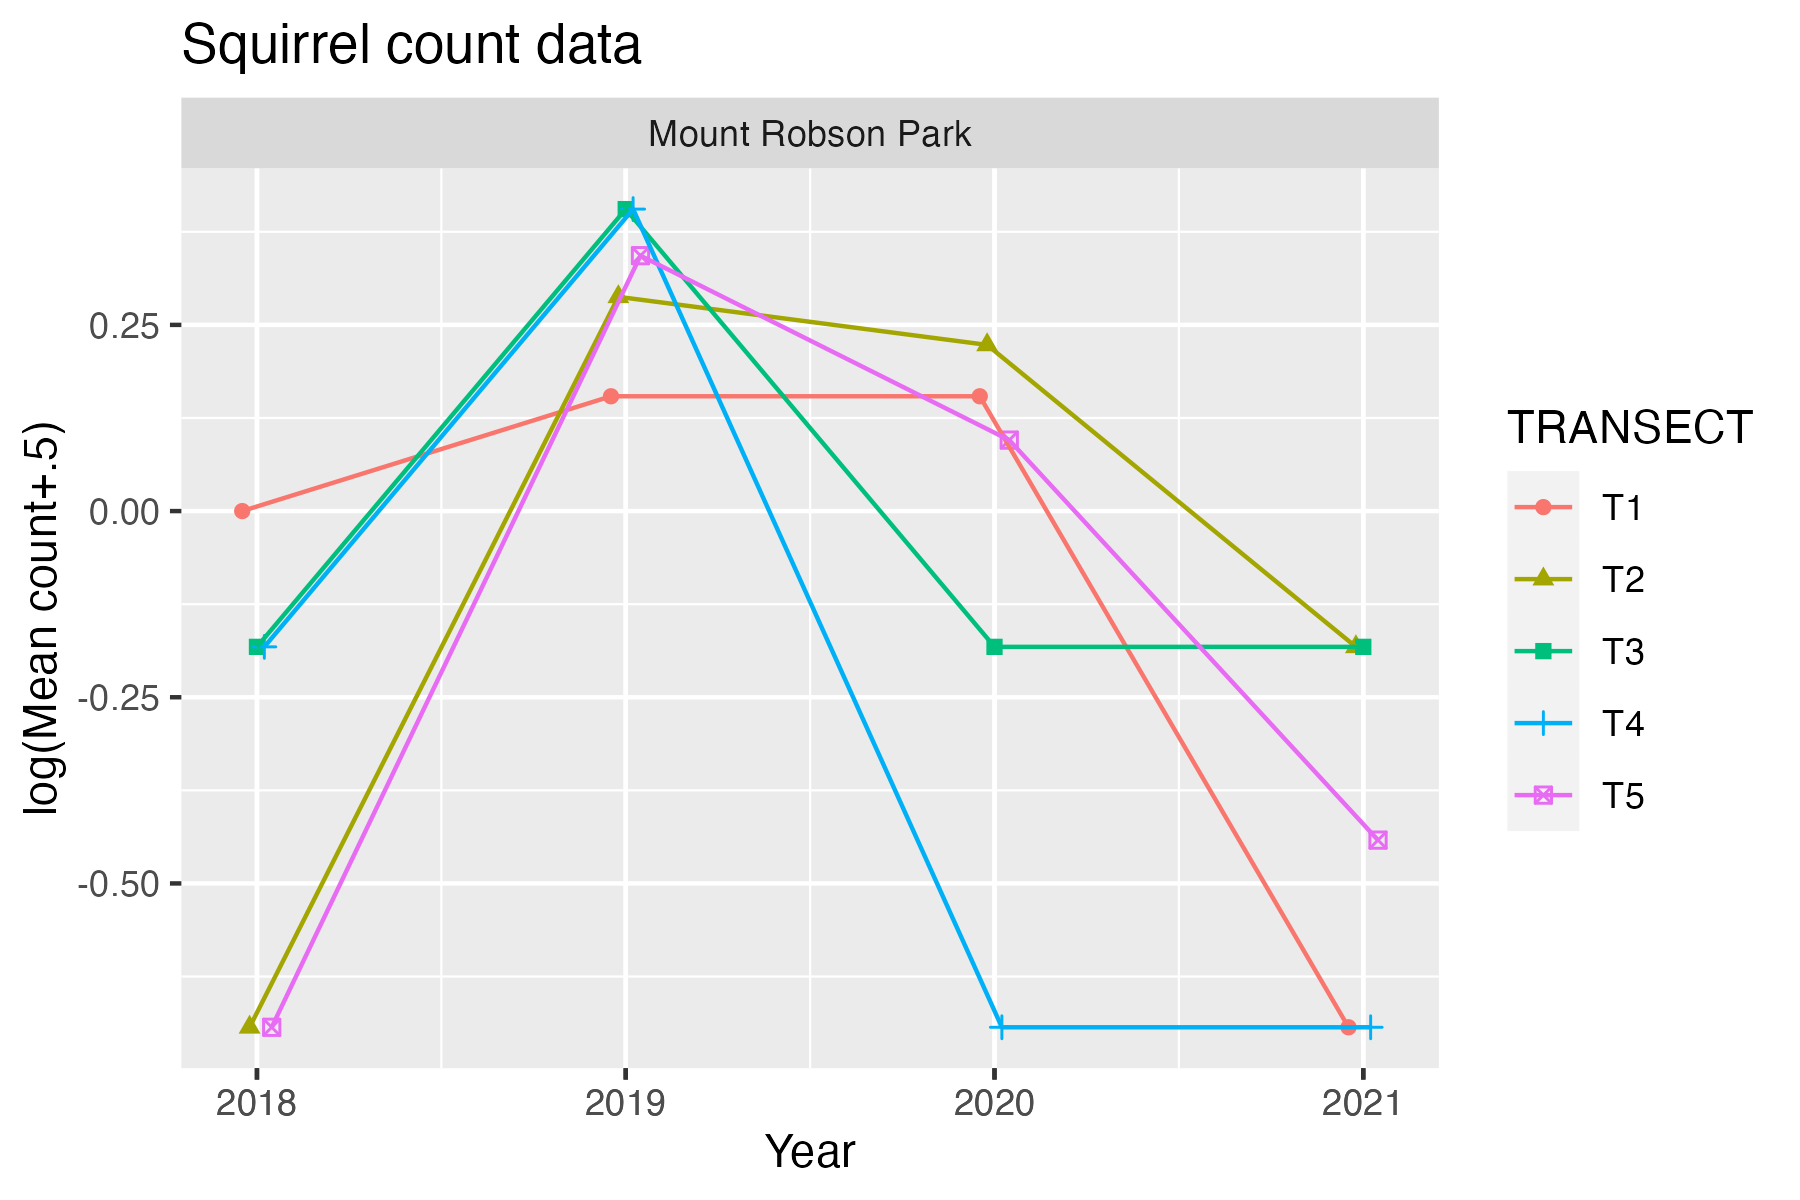 Squirrel count data
Mount Robson Park
log(Mean count+.5)
0.25
0.00
-0.25
-0.50
2018 2019 2020 2021
Year
TRANSECT
T1
T2
T3
T4
T5